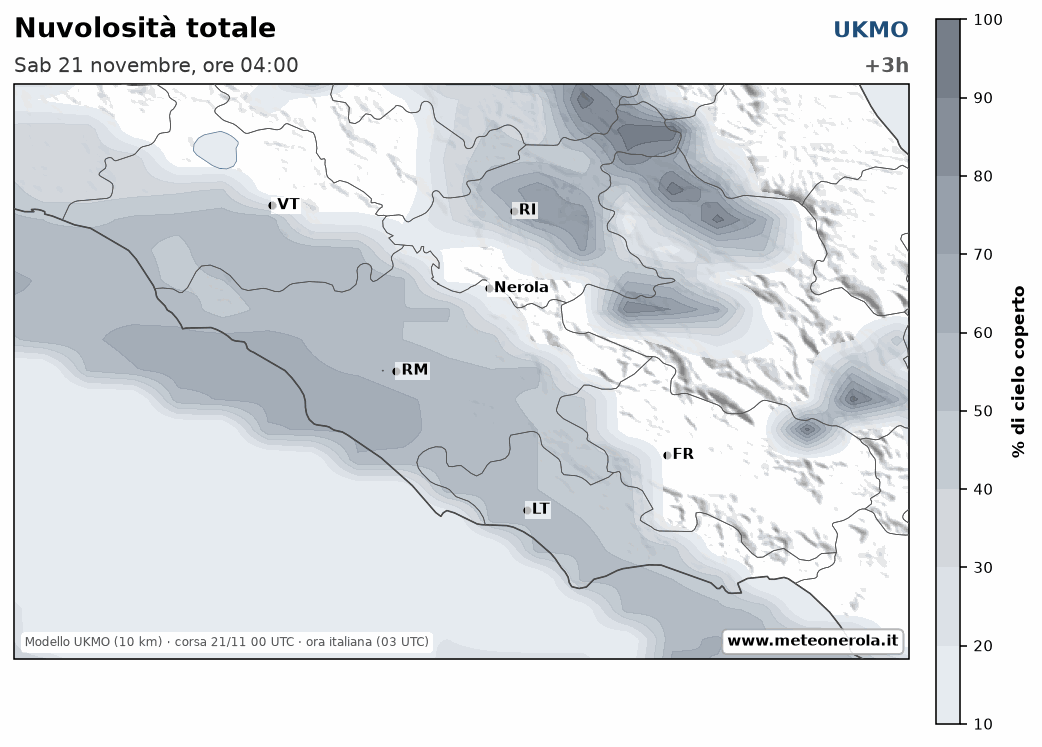 Nuvolosità totale
UKMO
Sab 21 novembre, ore 04:00
+3h
VT
RI
Nerola
RM
FR
LT
Modello UKMO (10 km) · corsa 21/11 00 UTC · ora italiana (03 UTC)
www.meteonerola.it
100
90
80
70
60
50
40
30
20
10
% di cielo coperto